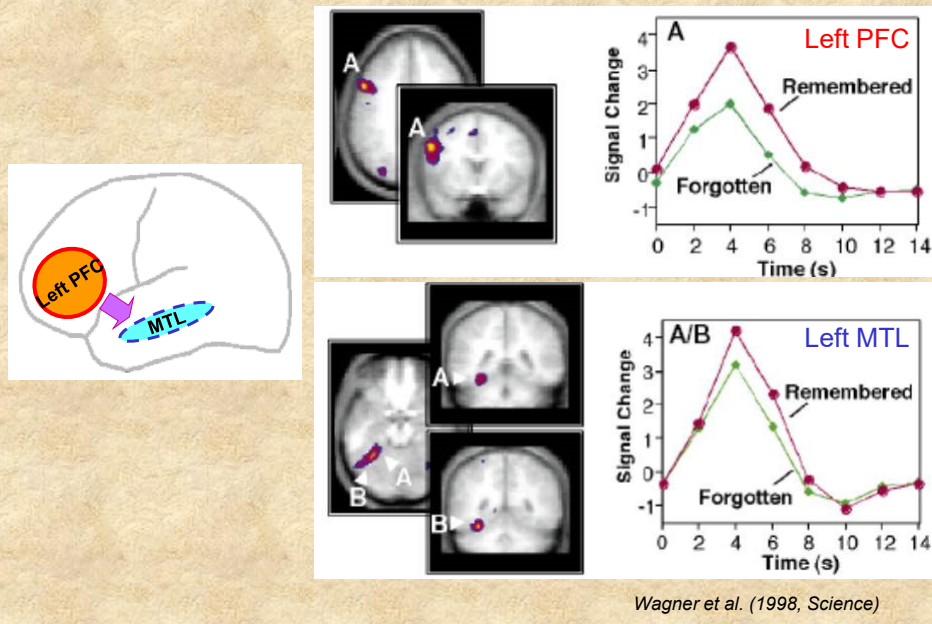 Left PFC
MTL
A
A
A
Left PFC
Signal Change
4
3
2
1
0
-1
Remembered
Forgotten
0 2 4 6 8 10 12 14
Time (s)
A
B
A
B
A/B
Left MTL
Signal Change
4
3
2
1
0
-1
Remembered
Forgotten
0 2 4 6 8 10 12 14
Time (s)
Wagner et al. (1998, Science)